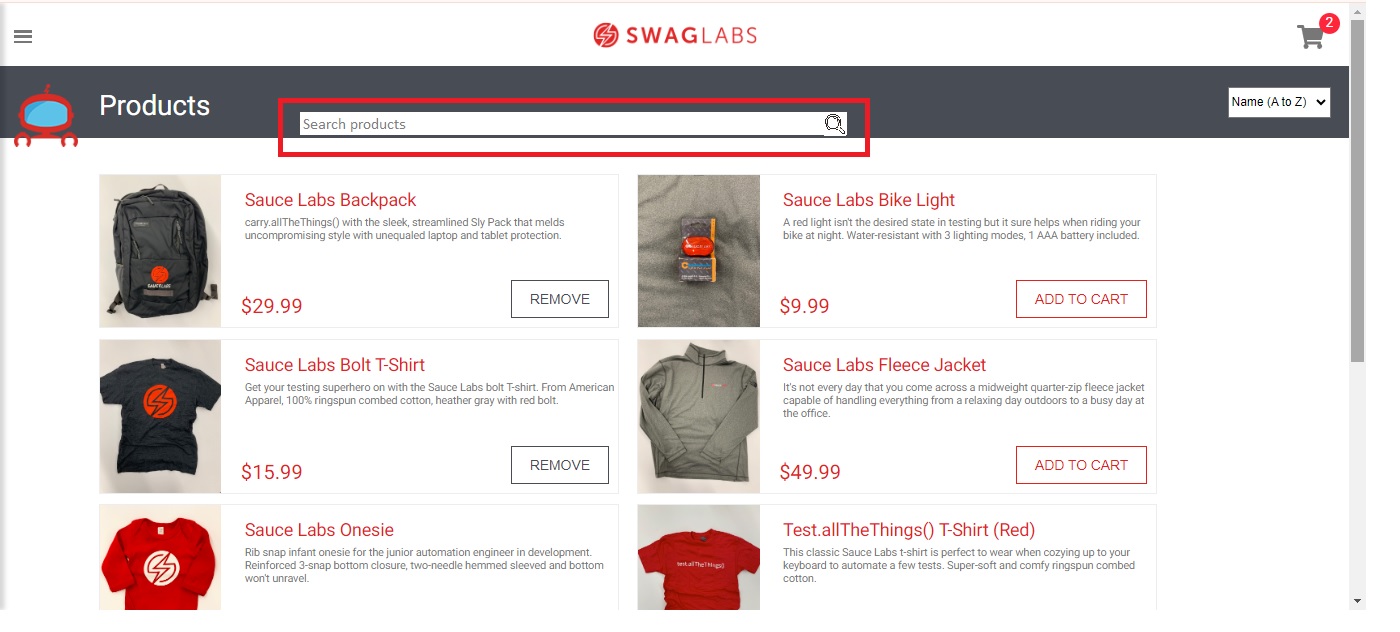 SWAGLABS
2
Products
Search products
Name (A to Z)
Sauce Labs Backpack
carry.allTheThings() with the sleek, streamlined Sly Pack that melds
uncompromising style with unequaled laptop and tablet protection.
$29.99
REMOVE
Sauce Labs Bike Light
A red light isn't the desired state in testing but it sure helps when riding your
bike at night. Water-resistant with 3 lighting modes, 1 AAA battery included.
$9.99
ADD TO CART
Sauce Labs Bolt T-Shirt
Get your testing superhero on with the Sauce Labs bolt T-shirt. From American
Apparel, 100% ringspun combed cotton, heather gray with red bolt.
$15.99
REMOVE
Sauce Labs Fleece Jacket
It's not every day that you come across a midweight quarter-zip fleece jacket
capable of handling everything from a relaxing day outdoors to a busy day at
the office.
$49.99
ADD TO CART
Sauce Labs Onesie
Rib snap infant onesie for the junior automation engineer in development.
Reinforced 3-snap bottom closure, two-needle hemmed sleeved and bottom
won't unravel.
Test.allTheThings() T-Shirt (Red)
This classic Sauce Labs t-shirt is perfect to wear when cozying up to your
keyboard to automate a few tests. Super-soft and comfy ringspun combed
cotton.
test.allTheThings()